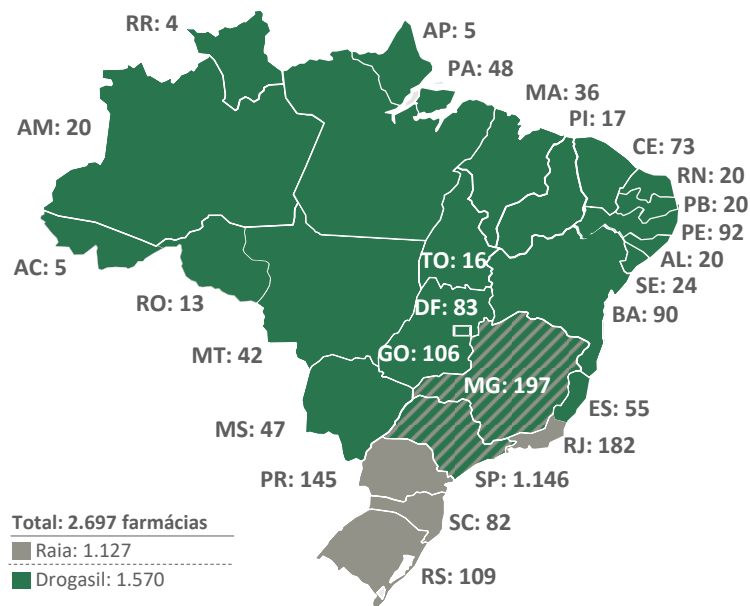 RR: 4
AP: 5
PA: 48
MA: 36
PI: 17
AM: 20
CE: 73
RN: 20
PB: 20
PE: 92
AL: 20
SE: 24
BA: 90
TO: 16
AC: 5
RO: 13
DF: 83
MT: 42
GO: 106
MG: 197
ES: 55
MS: 47
RJ: 182
PR: 145
SP: 1.146
SC: 82
RS: 109
Total: 2.697 farmácias
Raia: 1.127
Drogasil: 1.570